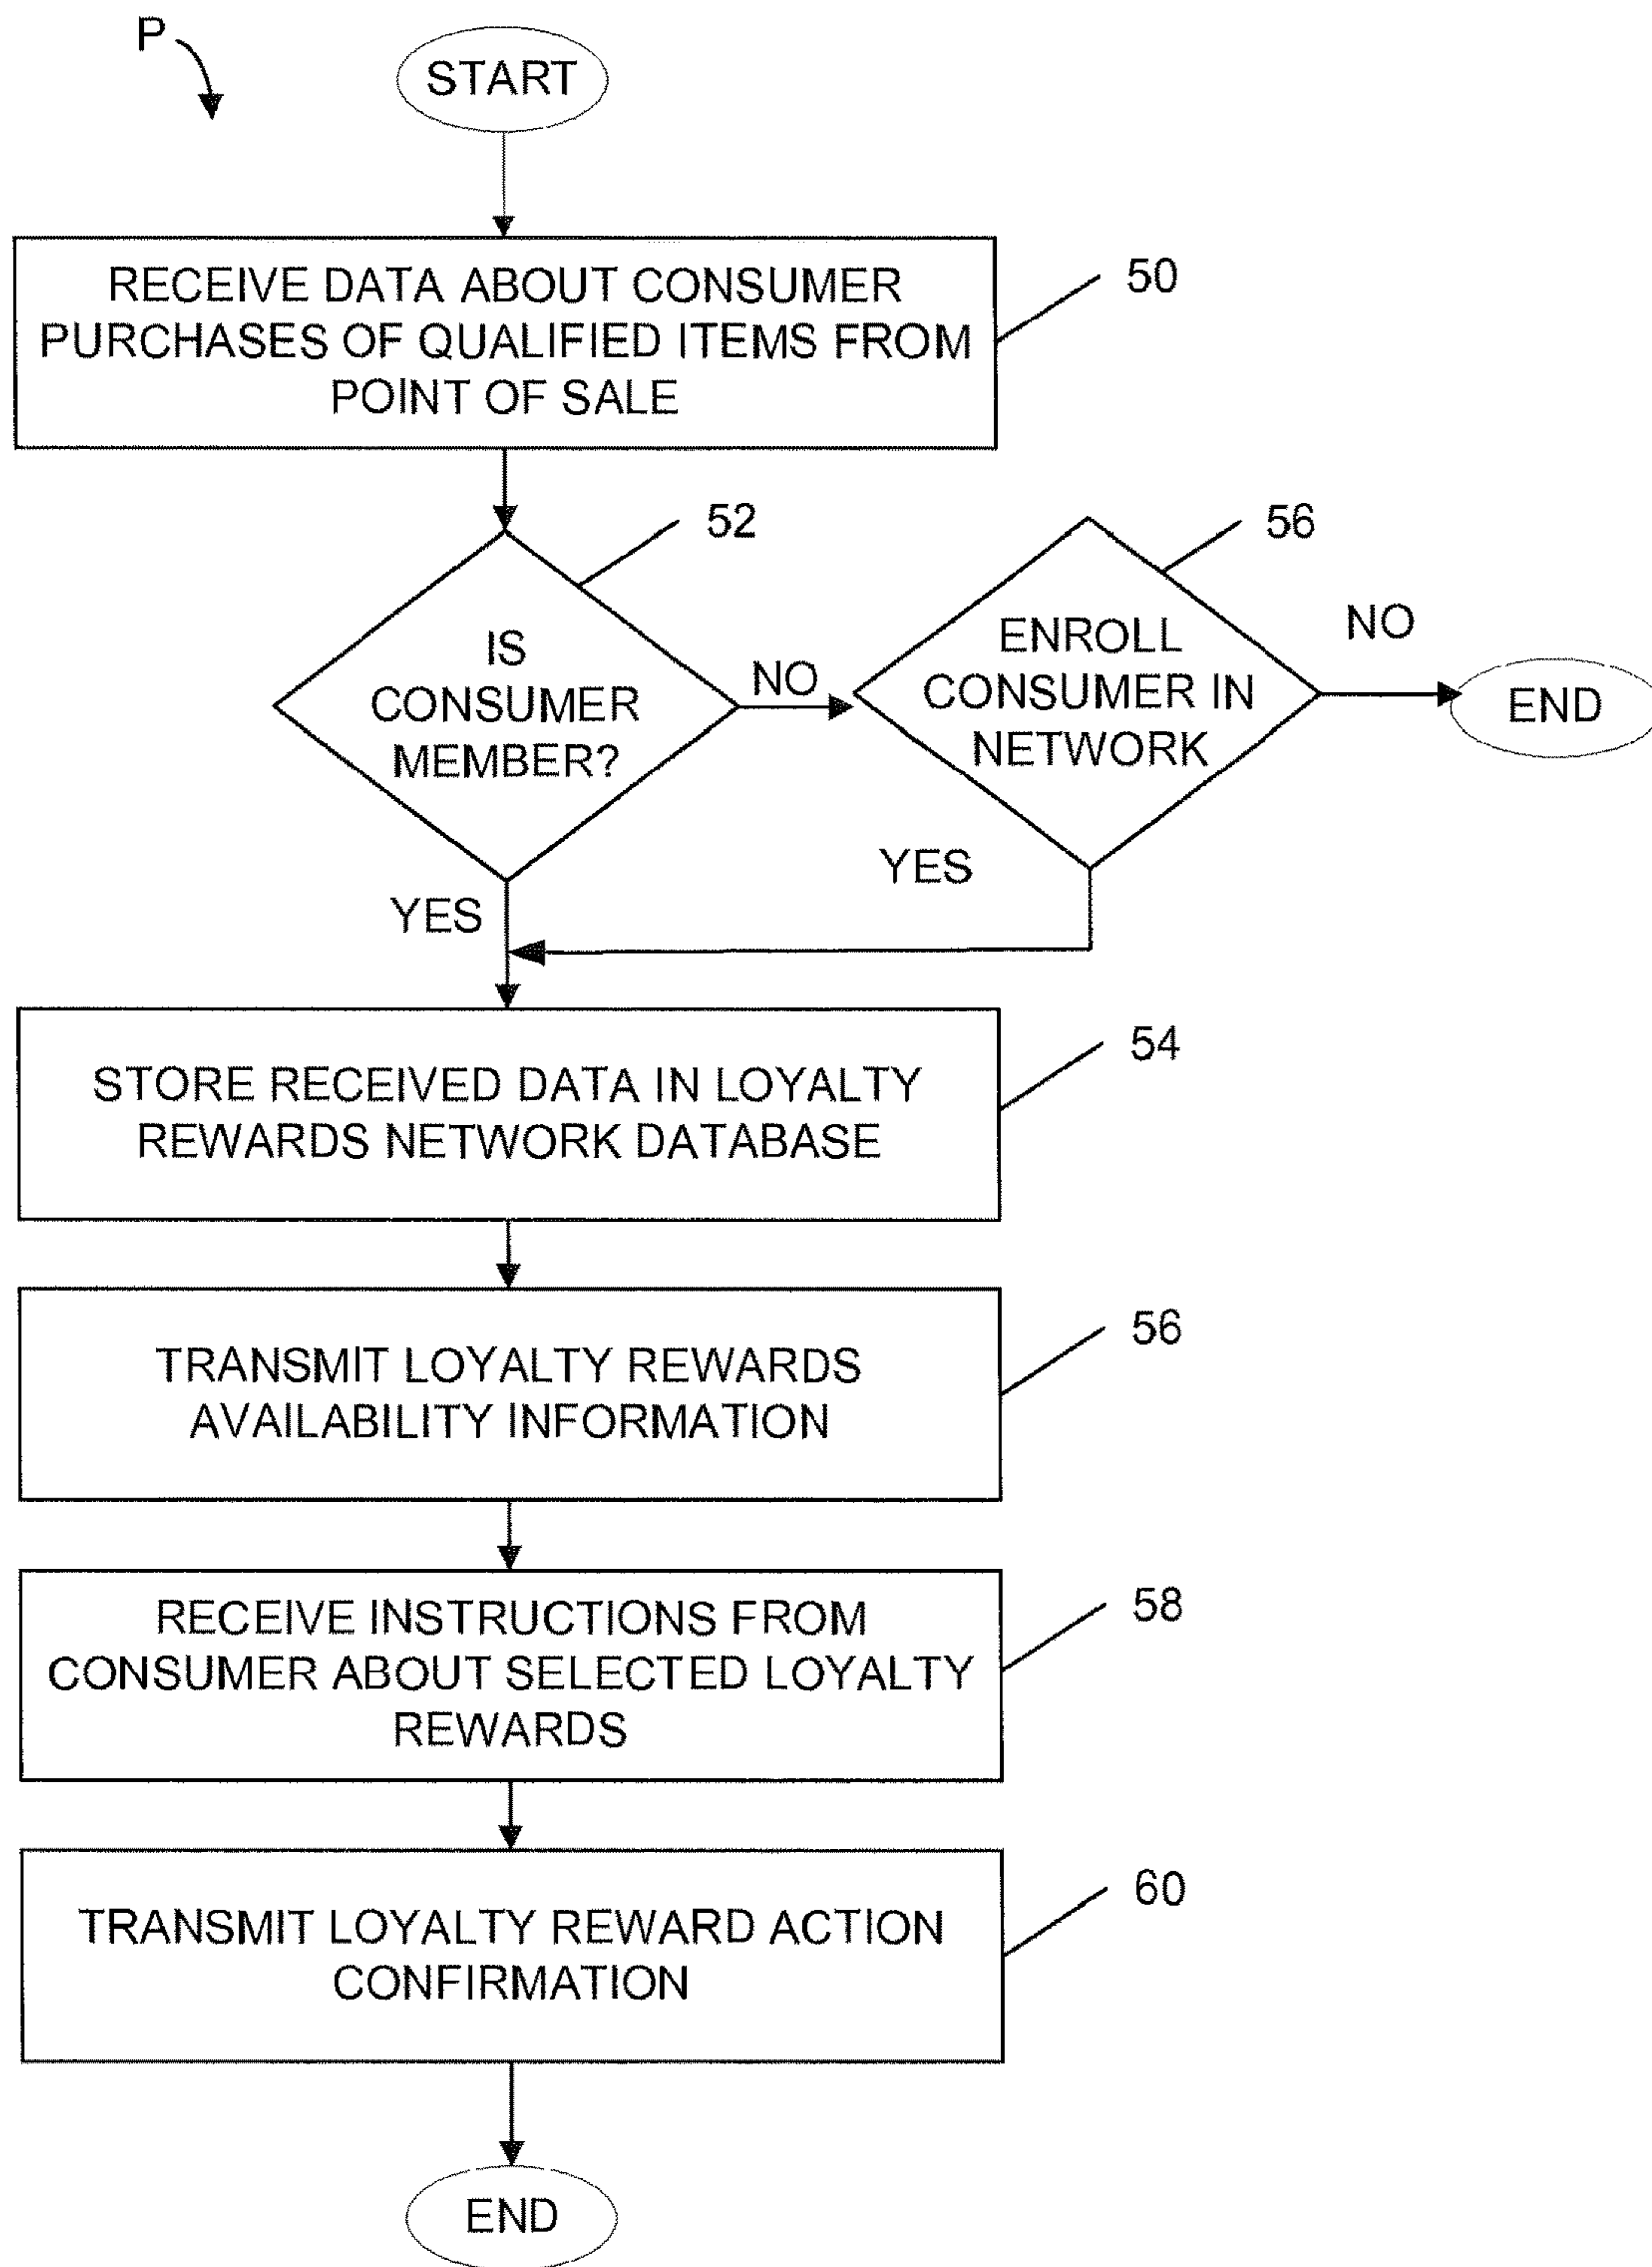 P
START
RECEIVE DATA ABOUT CONSUMER
PURCHASES OF QUALIFIED ITEMS FROM
POINT OF SALE
50
IS
CONSUMER
MEMBER?
52
NO
ENROLL
CONSUMER IN
NETWORK
56
NO
END
YES
YES
STORE RECEIVED DATA IN LOYALTY
REWARDS NETWORK DATABASE
54
TRANSMIT LOYALTY REWARDS
AVAILABILITY INFORMATION
56
RECEIVE INSTRUCTIONS FROM
CONSUMER ABOUT SELECTED LOYALTY
REWARDS
58
TRANSMIT LOYALTY REWARD ACTION
CONFIRMATION
60
END